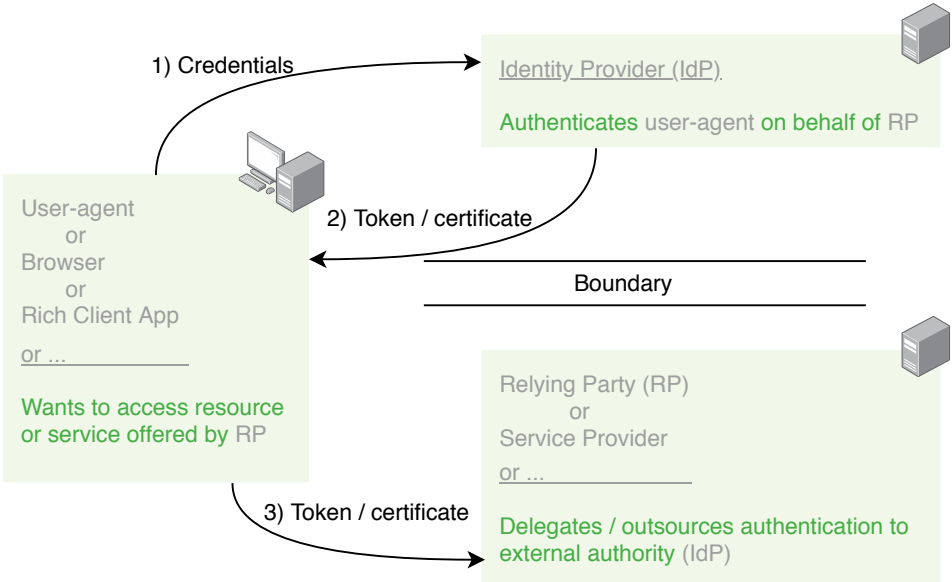 1) Credentials
Identity Provider (IdP)
Authenticates user-agent on behalf of RP
User-agent
or
Browser
or
Rich Client App
or ...
Wants to access resource
or service offered by RP
2) Token / certificate
Boundary
Relying Party (RP)
or
Service Provider
or ...
Delegates / outsources authentication to
external authority (IdP)
3) Token / certificate